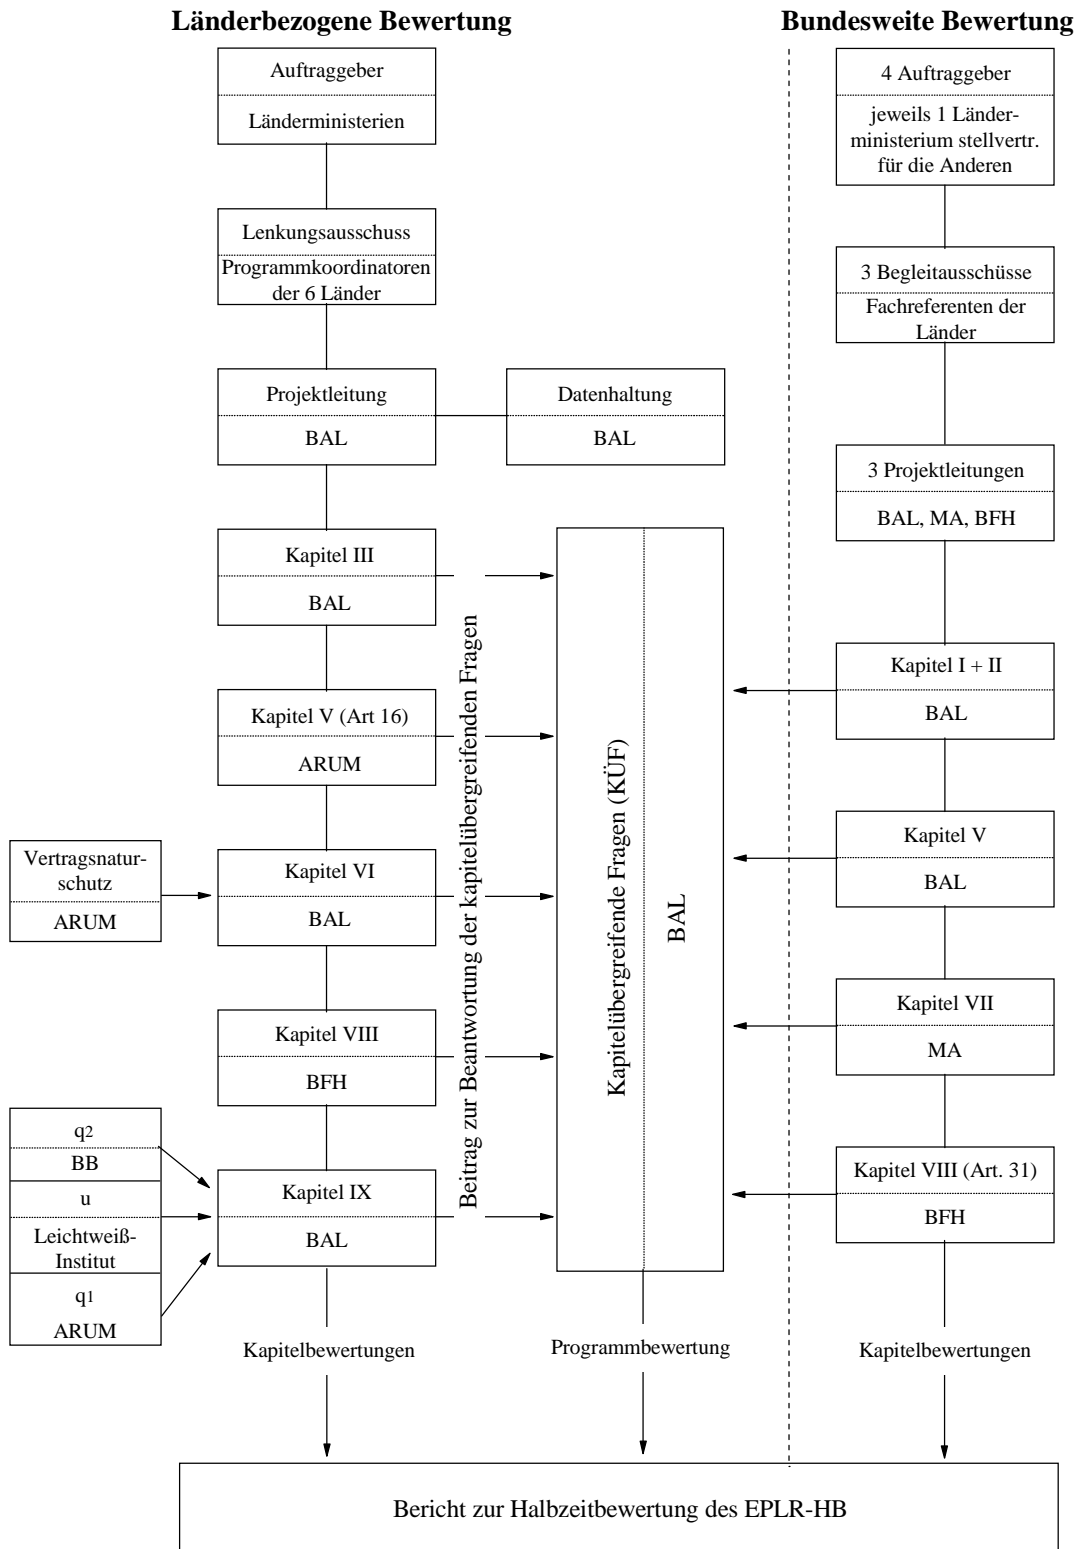 Länderbezogene Bewertung
Auftraggeber
Länderministerien
Lenkungsausschuss
Programmkoordinatoren
der 6 Länder
Projektleitung
BAL
Datenhaltung
BAL
Kapitel III
BAL
Kapitel V (Art 16)
ARUM
Vertragsnatur-
schutz
ARUM
Kapitel VI
BAL
Kapitel VIII
BFH
q2
BB
u
Leichtweiß-
Institut
q1
ARUM
Kapitel IX
BAL
Beitrag zur Beantwortung der kapitelübergreifenden Fragen
Kapitelübergreifende Fragen (KÜF)
BAL
Kapitelbewertungen
Programmbewertung
Bundesweite Bewertung
4 Auftraggeber
jeweils 1 Länder-
ministerium stellvertr.
für die Anderen
3 Begleitausschüsse
Fachreferenten der
Länder
3 Projektleitungen
BAL, MA, BFH
Kapitel I + II
BAL
Kapitel V
BAL
Kapitel VII
MA
Kapitel VIII (Art. 31)
BFH
Kapitelbewertungen
Bericht zur Halbzeitbewertung des EPLR-HB